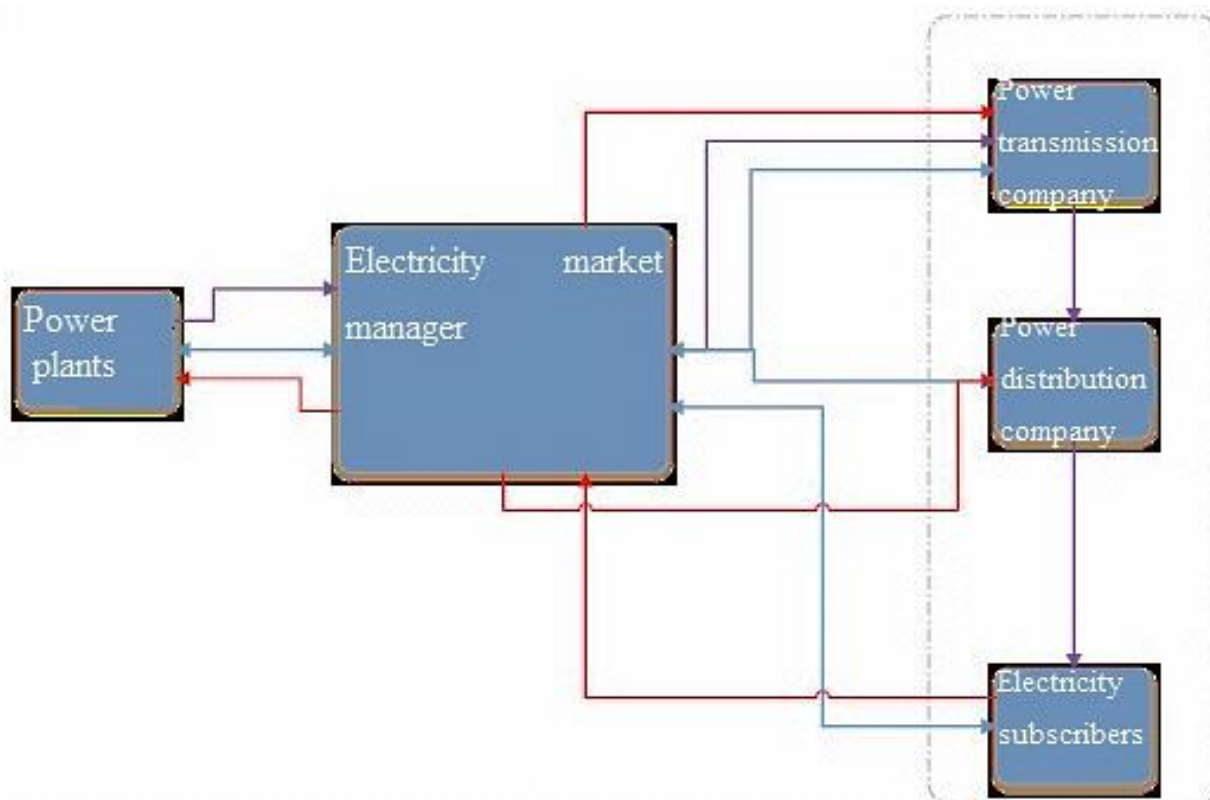 Power
transmission
company
Electricity market
manager
Power
plants
Power
distribution
company
Electricity
subscribers